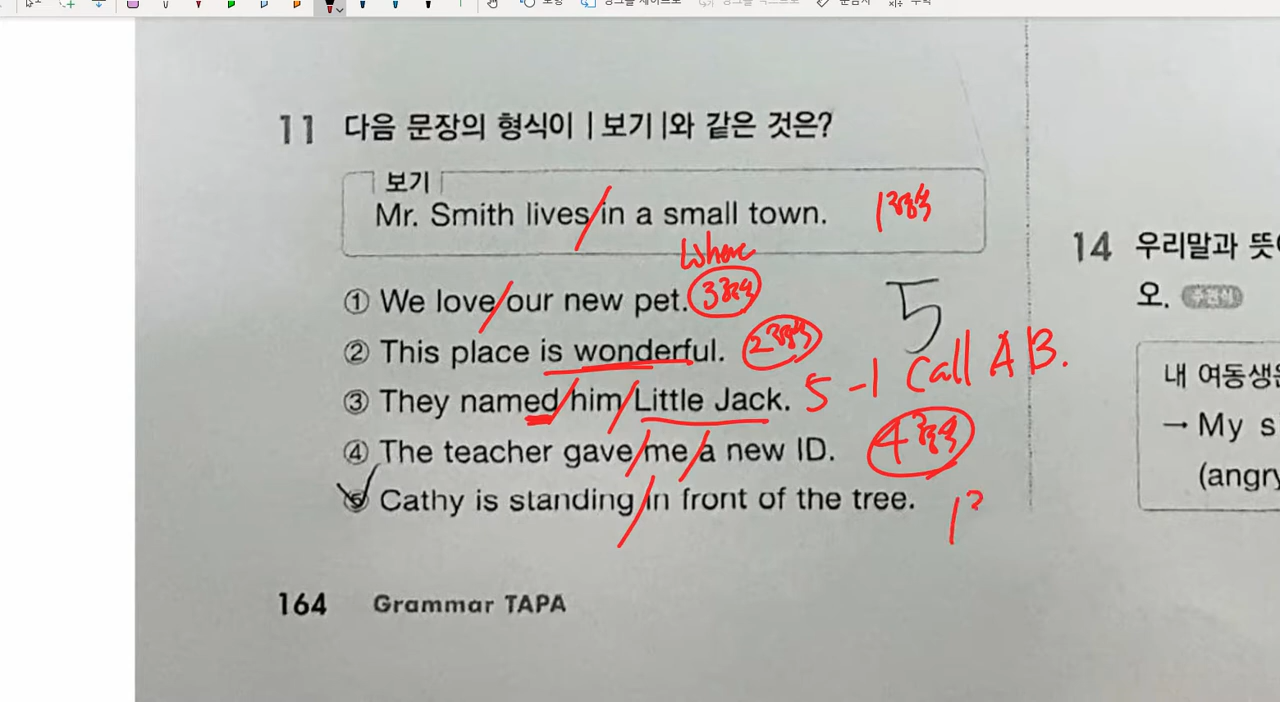 11 다음 문장의 형식이 | 보기 |와 같은 것은?
보기
Mr. Smith lives in a small town. 1형식
① We love our new pet. 3형식
② This place is wonderful. 2형식
5
③ They named him Little Jack. 5-1 Call A B.
④ The teacher gave me a new ID. 4형식
⑤ Cathy is standing in front of the tree.
164 Grammar TAPA
14 우리말과
오. 주관식
내 여동생은
→ My s
(angry